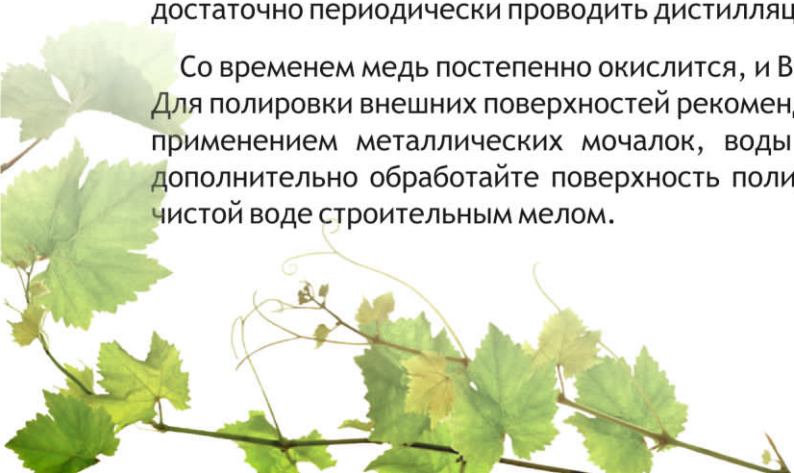 достаточно периодически проводить дистилляц
Со временем медь постепенно окислится, и В
Для полировки внешних поверхностей рекоменд
применением металлических мочалок, воды
дополнительно обработайте поверхность поли
чистой воде строительным мелом.